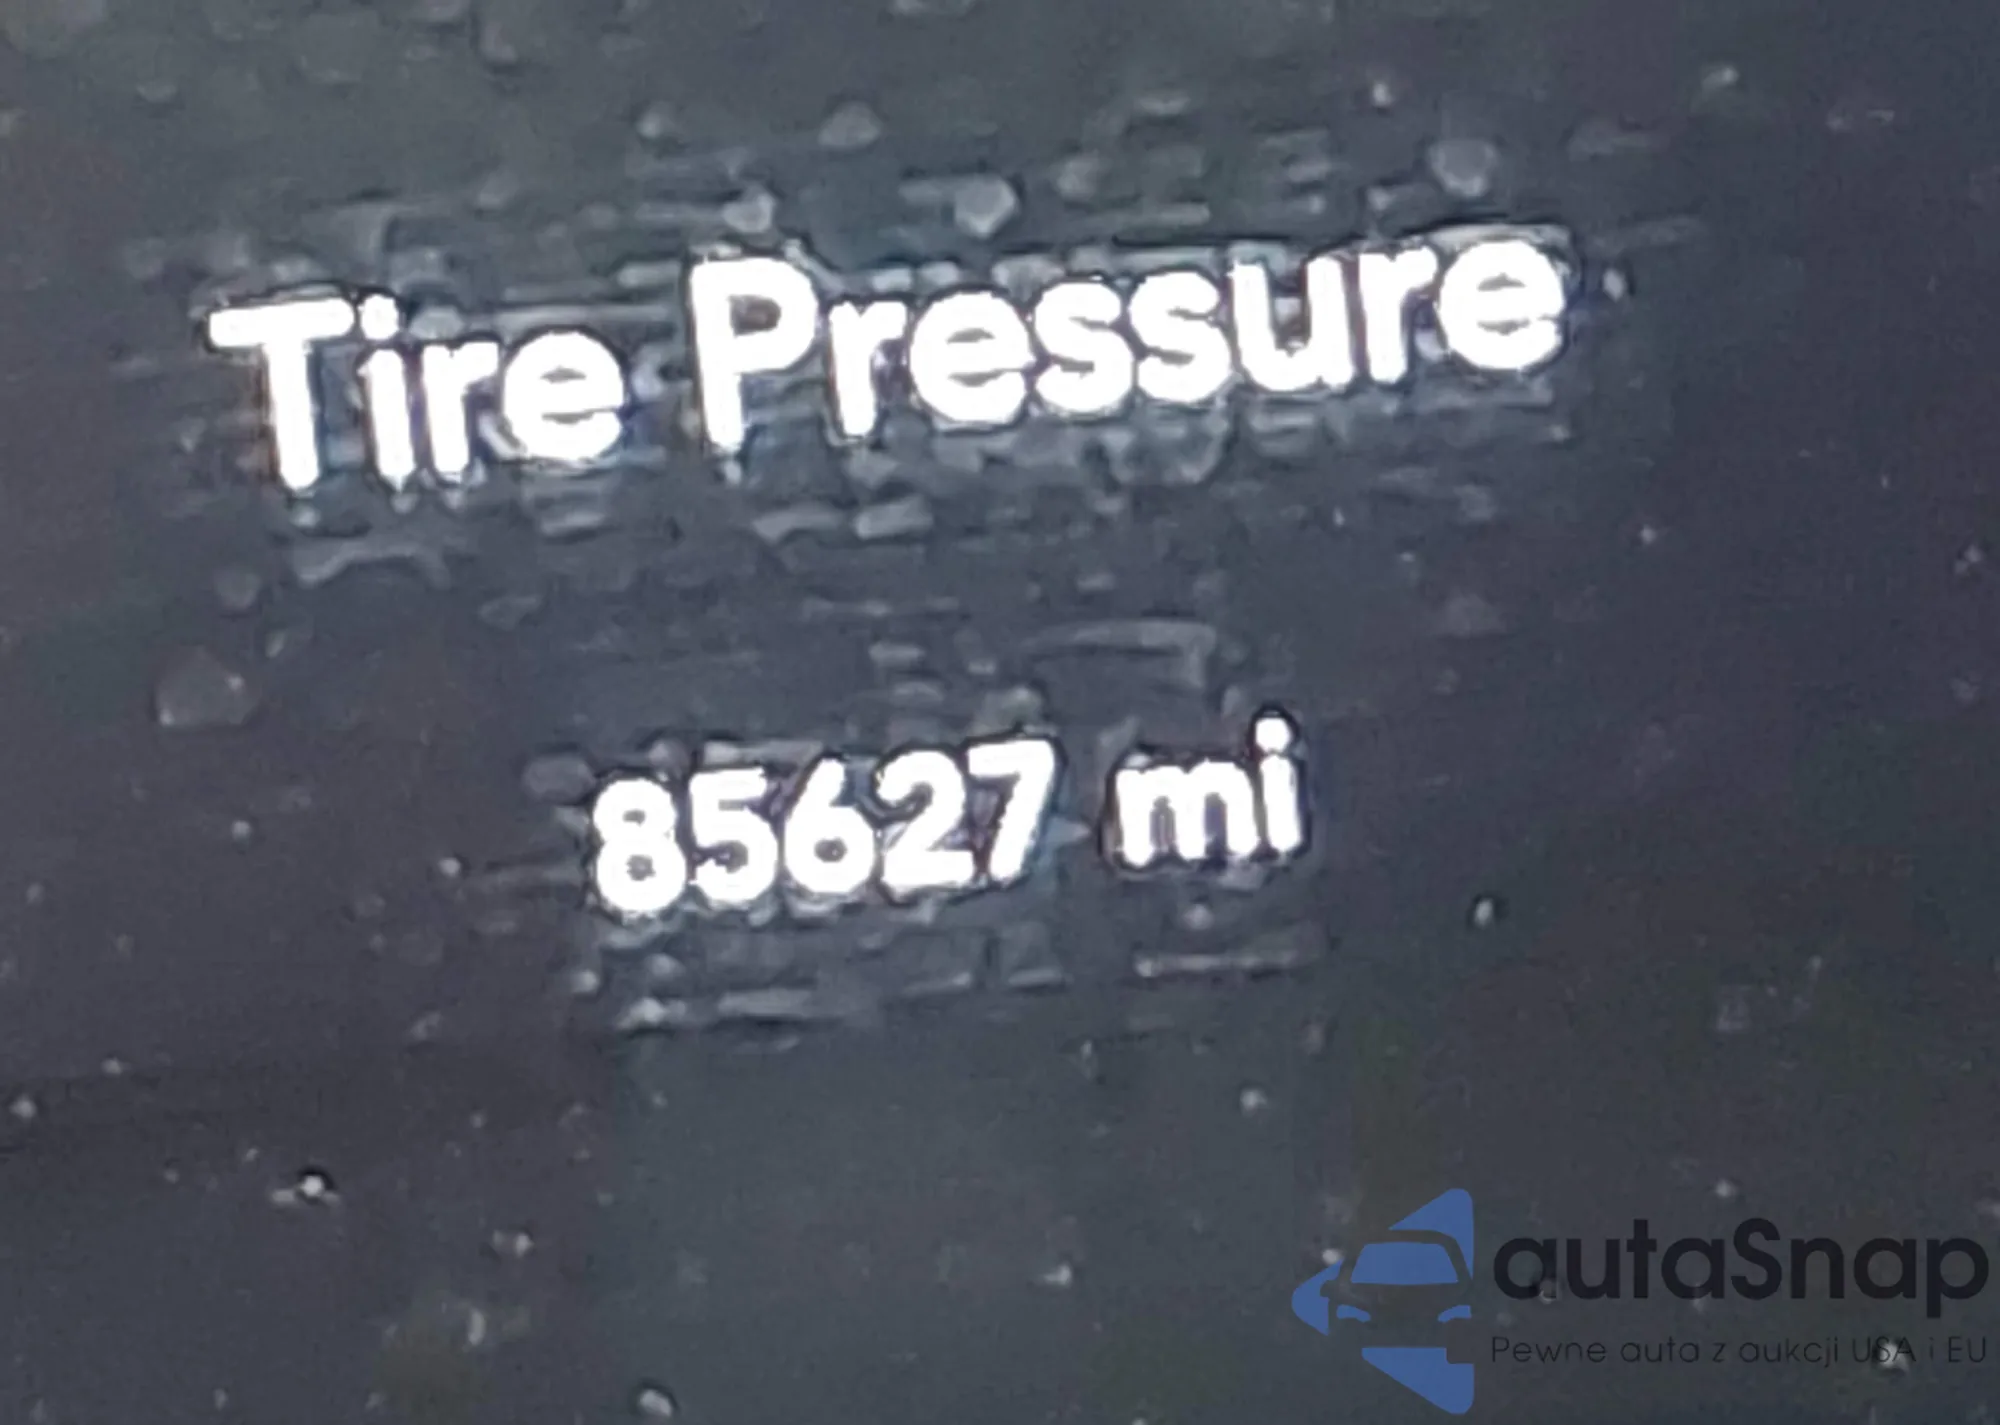 Tire Pressure
85627 mi
autaSnap
Pewne auta z aukcji USA i EU